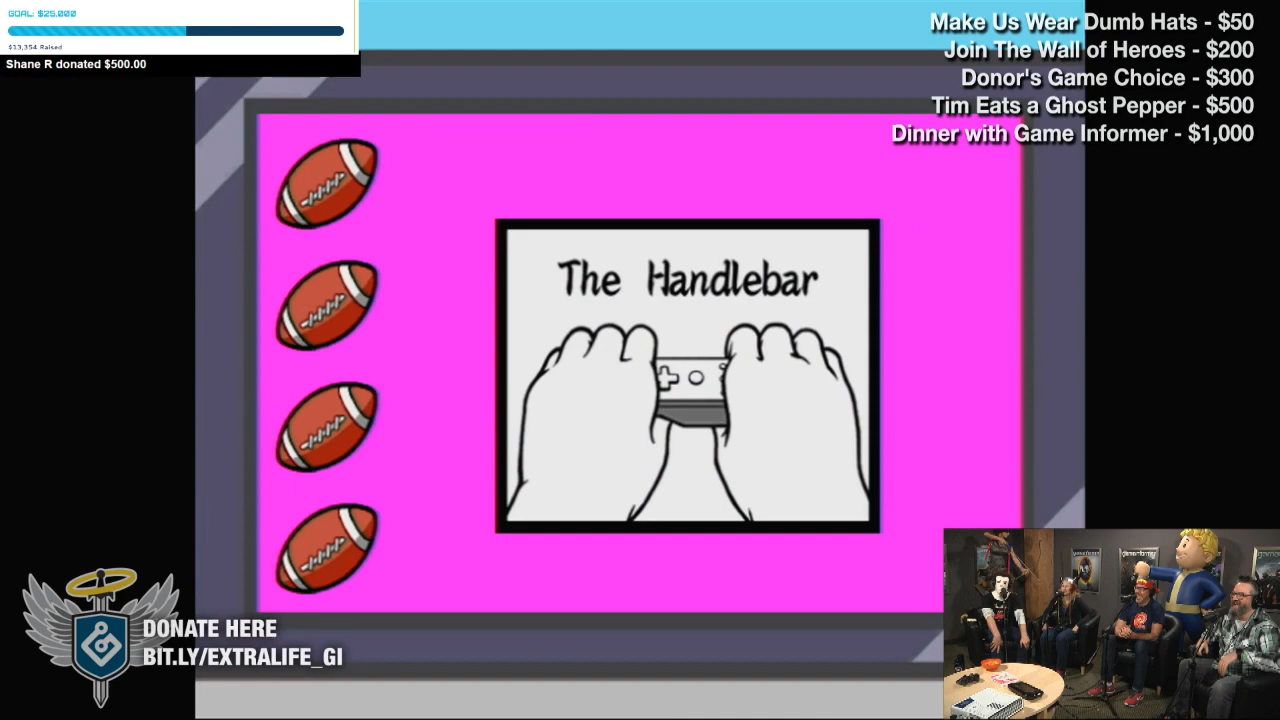 GOAL: $25,000
$13,354 Raised
Shane R donated $500.00
Make Us Wear Dumb Hats - $50
Join The Wall of Heroes - $200
Donor's Game Choice - $300
Tim Eats a Ghost Pepper - $500
Dinner with Game Informer - $1,000
The Handlebar
DONATE HERE
BIT.LY/EXTRALIFE_GI